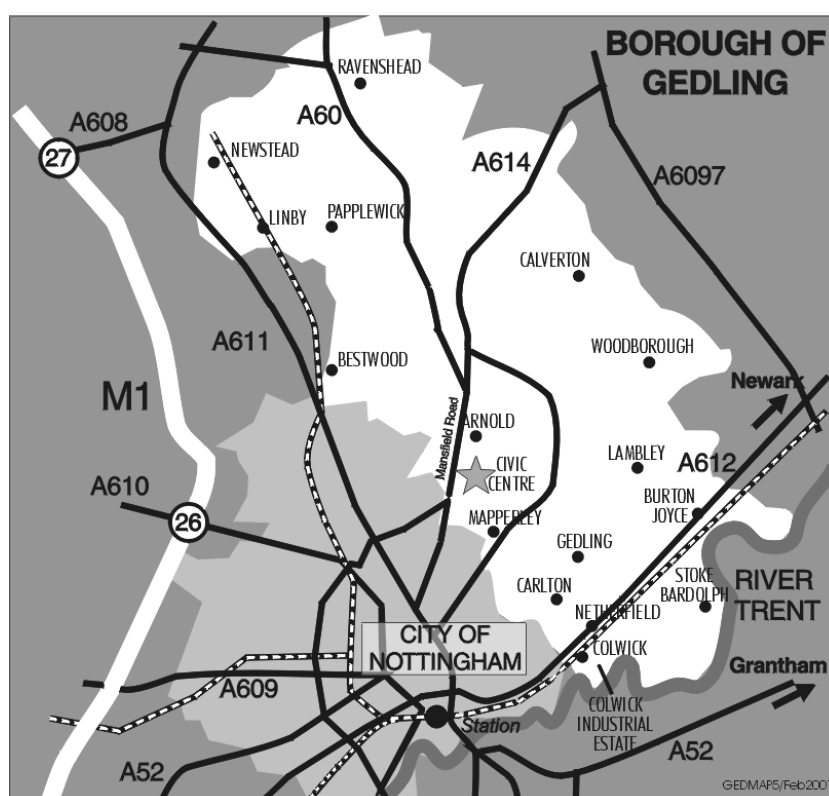 BOROUGH OF
GEDLING
RAVENSHEAD
A60
A608
27
NEWSTEAD
A614
A6097
LINBY
PAPPLEWICK
CALVERTON
A611
BESTWOOD
WOODBOROUGH
M1
Newark
Mansfield Road
ARNOLD
CIVIC
CENTRE
LAMBLEY
A612
A610
26
BURTON
JOYCE
MAPPERLEY
GEDLING
CARLTON
STOKE
BARDOLPH
RIVER
TRENT
NETHERFIELD
CITY OF
NOTTINGHAM
COLWICK
Grantham
A609
COLWICK
INDUSTRIAL
ESTATE
Station
A52
A52